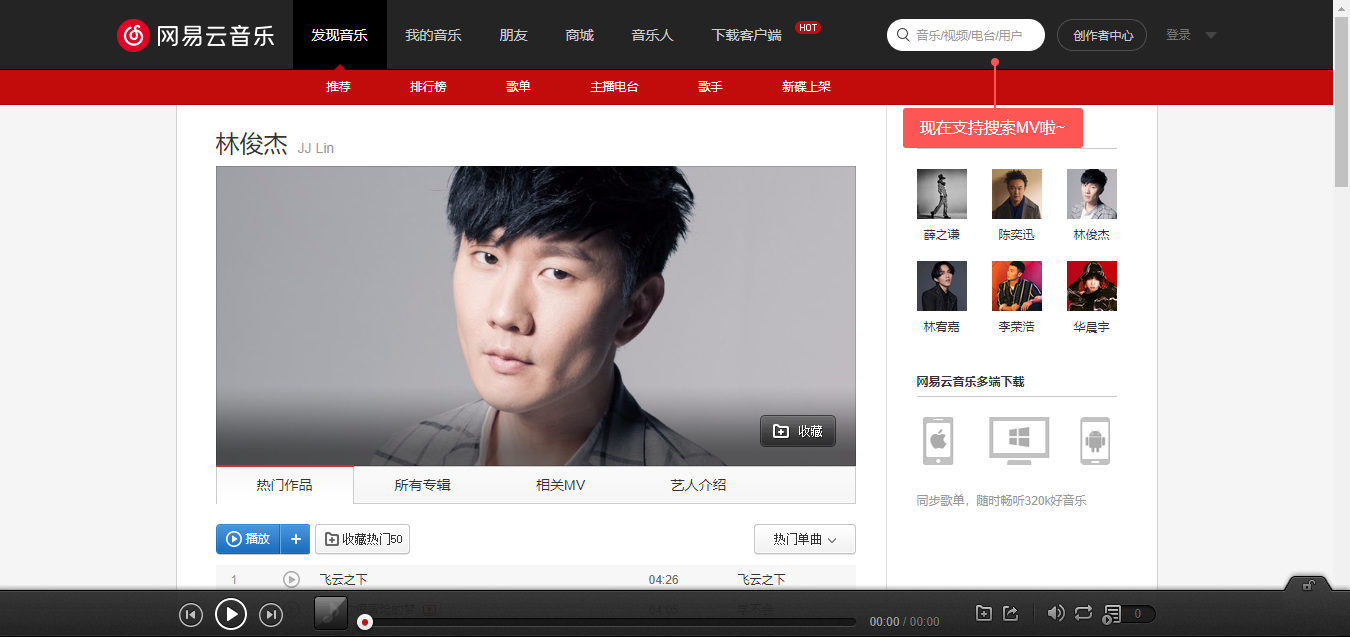 网易云音乐
发现音乐
我的音乐
朋友
商城
音乐人
下载客户端
HOT
音乐/视频/电台/用户
创作者中心
登录
推荐
排行榜
歌单
主播电台
歌手
新碟上架
现在支持搜索MV啦~
林俊杰 JJ Lin
收藏
热门作品
所有专辑
相关MV
艺人介绍
播放
收藏热门50
热门单曲
1 飞云之下 04:26 飞云之下
薛之谦
陈奕迅
林俊杰
林宥嘉
李荣浩
华晨宇
网易云音乐多端下载
同步歌单，随时畅听320k好音乐
00:00 / 00:00
0